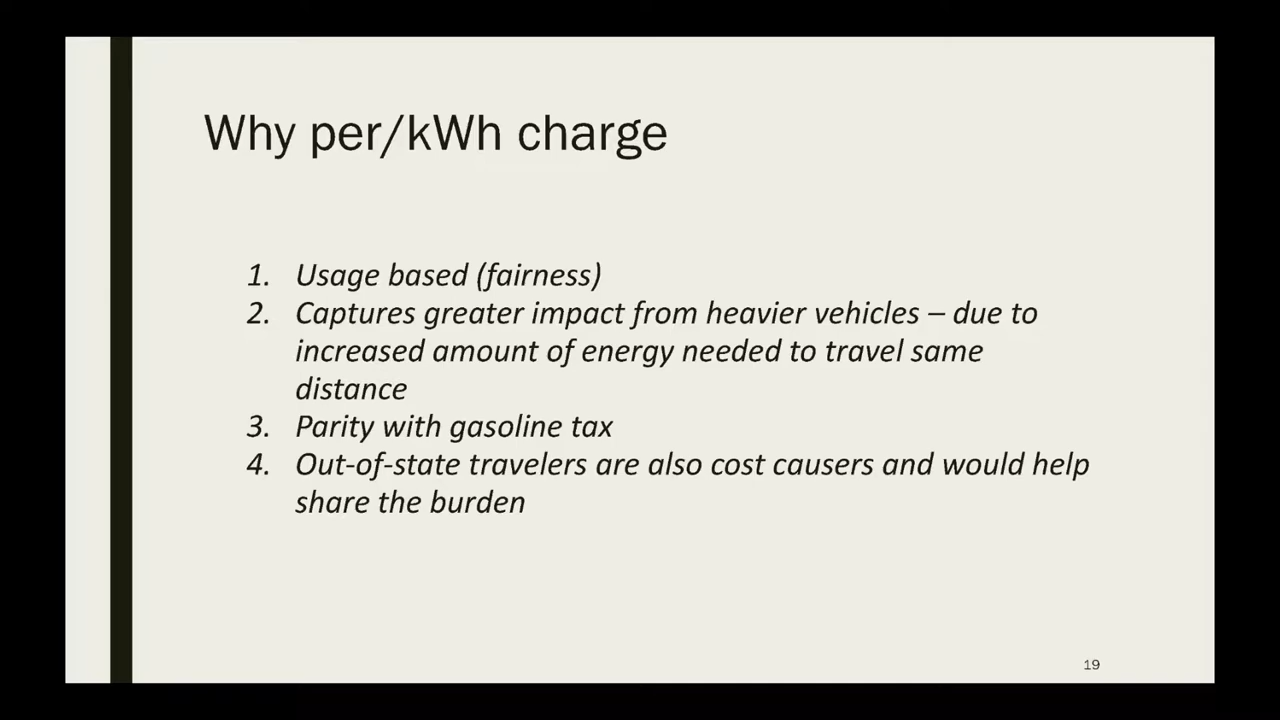 Why per/kWh charge
1. Usage based (fairness)
2. Captures greater impact from heavier vehicles – due to
increased amount of energy needed to travel same
distance
3. Parity with gasoline tax
4. Out-of-state travelers are also cost causers and would help
share the burden
19